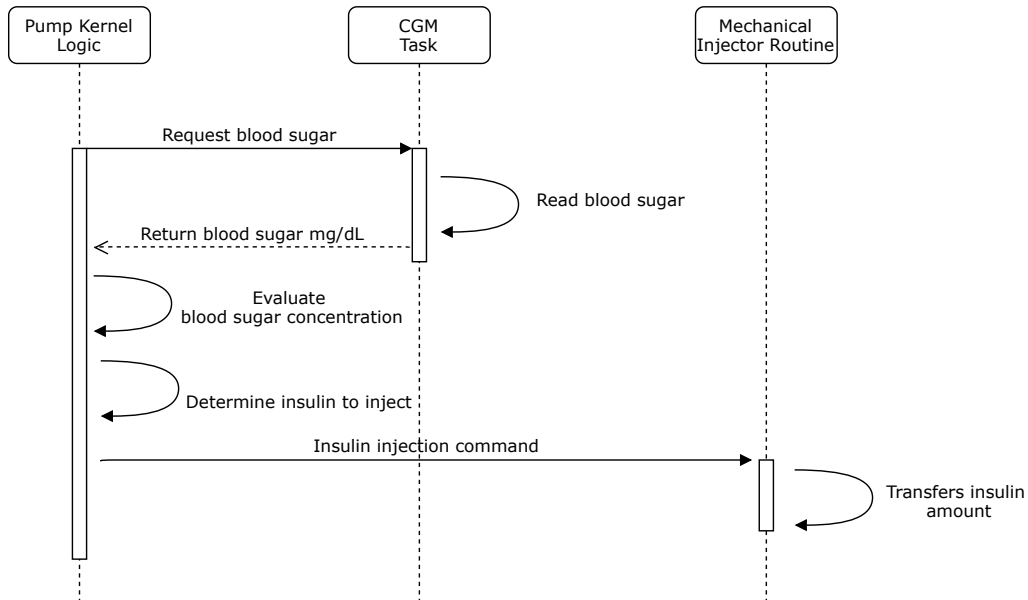 Pump Kernel
Logic
CGM
Task
Mechanical
Injector Routine
Request blood sugar
Read blood sugar
Return blood sugar mg/dL
Evaluate
blood sugar concentration
Determine insulin to inject
Insulin injection command
Transfers insulin
amount